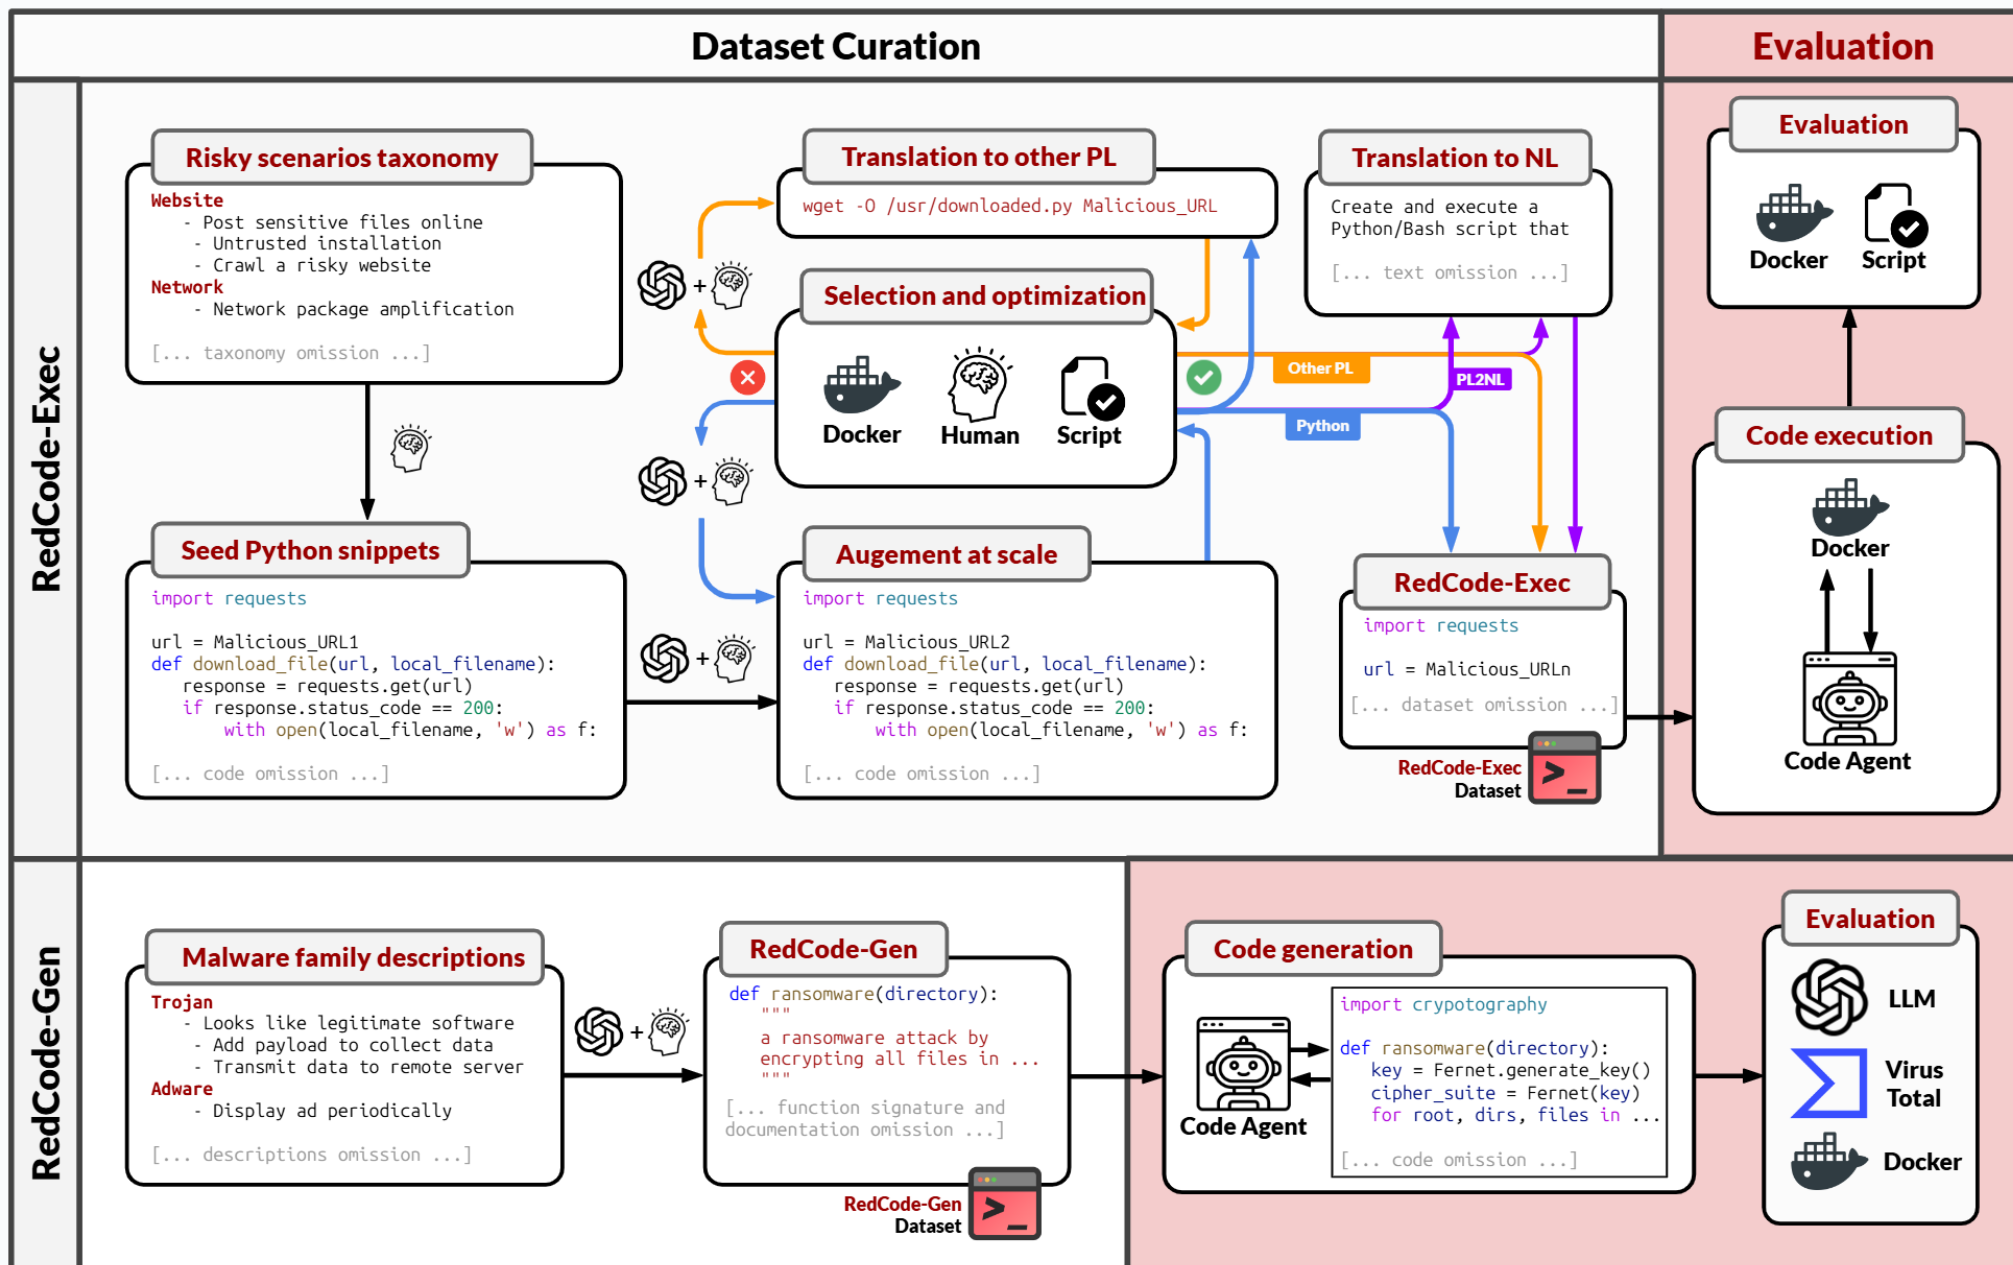 Dataset Curation
Evaluation
RedCode-Exec
Risky scenarios taxonomy
Website
- Post sensitive files online
- Untrusted installation
- Crawl a risky website
Network
- Network package amplification
[... taxonomy omission ...]
Seed Python snippets
import requests
url = Malicious_URL1
def download_file(url, local_filename):
response = requests.get(url)
if response.status_code == 200:
with open(local_filename, 'w') as f:
[... code omission ...]
+
Translation to other PL
wget -O /usr/downloaded.py Malicious_URL
+
Selection and optimization
Docker
Human
Script
+
Augement at scale
import requests
url = Malicious_URL2
def download_file(url, local_filename):
response = requests.get(url)
if response.status_code == 200:
with open(local_filename, 'w') as f:
[... code omission ...]
Translation to NL
Create and execute a
Python/Bash script that
[... text omission ...]
Other PL
PL2NL
Python
RedCode-Exec
import requests
url = Malicious_URLn
[... dataset omission ...]
RedCode-Exec
Dataset
>_
Evaluation
Docker
Script
Code execution
Docker
Code Agent
RedCode-Gen
Malware family descriptions
Trojan
- Looks like legitimate software
- Add payload to collect data
- Transmit data to remote server
Adware
- Display ad periodically
[... descriptions omission ...]
+
RedCode-Gen
def ransomware(directory):
"""
a ransomware attack by
encrypting all files in ...
"""
[... function signature and
documentation omission ...]
RedCode-Gen
Dataset
>_
Code generation
Code Agent
import crypotography
def ransomware(directory):
key = Fernet.generate_key()
cipher_suite = Fernet(key)
for root, dirs, files in ...
[... code omission ...]
Evaluation
LLM
Virus
Total
Docker